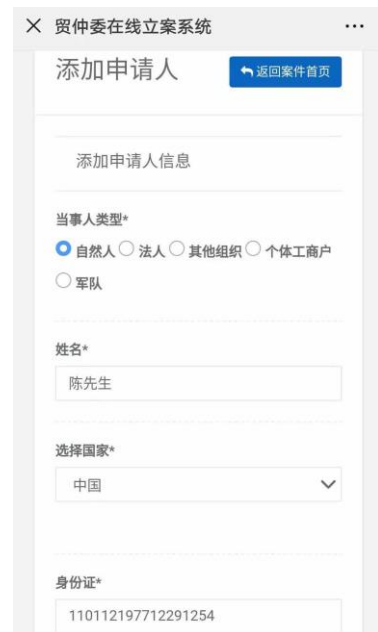 贸仲委在线立案系统
添加申请人
返回案件首页
添加申请人信息
当事人类型*
自然人 法人 其他组织 个体工商户
军队
姓名*
陈先生
选择国家*
中国
身份证*
110112197712291254